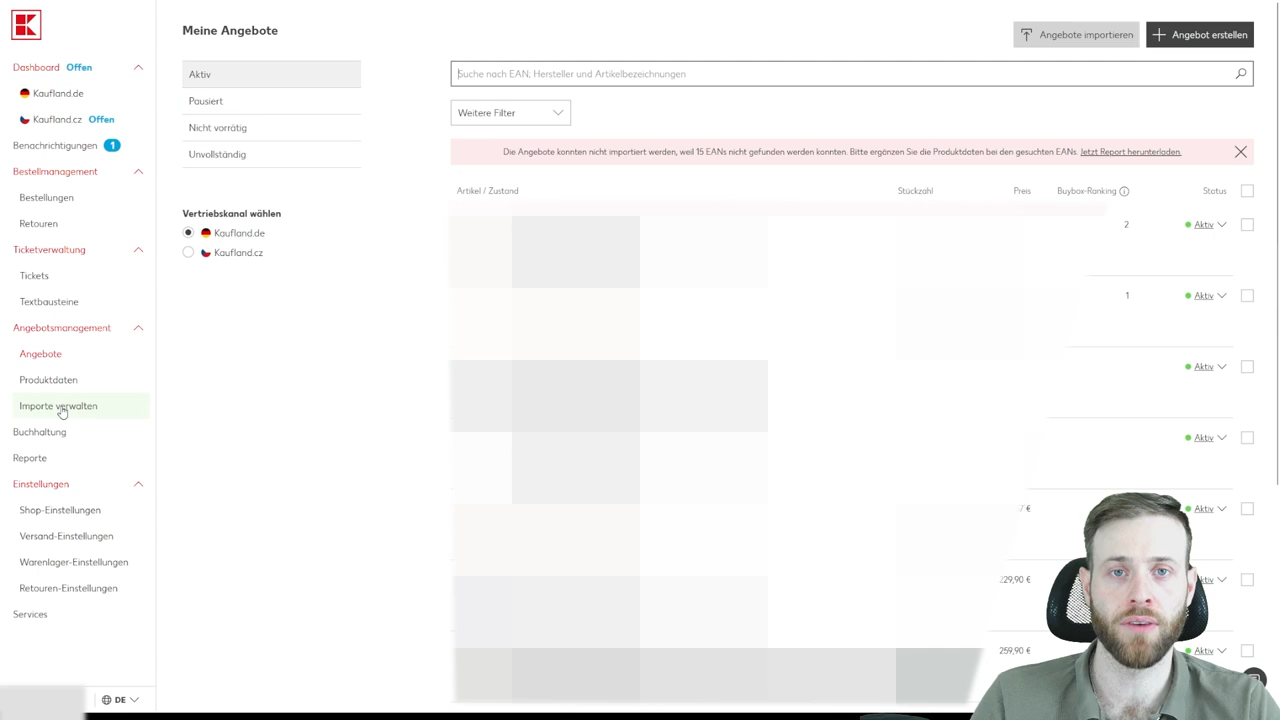 Dashboard Offen
Kaufland.de
Kaufland.cz Offen
Benachrichtigungen 1
Bestellmanagement
Bestellungen
Retouren
Ticketverwaltung
Tickets
Textbausteine
Angebotsmanagement
Angebote
Produktdaten
Importe verwalten
Buchhaltung
Reporte
Einstellungen
Shop-Einstellungen
Versand-Einstellungen
Warenlager-Einstellungen
Retouren-Einstellungen
Services
DE
Meine Angebote
Aktiv
Pausiert
Nicht vorrätig
Unvollständig
Vertriebskanal wählen
Kaufland.de
Kaufland.cz
Angebote importieren
Angebot erstellen
Suche nach EAN, Hersteller und Artikelbezeichnungen
Weitere Filter
Die Angebote konnten nicht importiert werden, weil 15 EANs nicht gefunden werden konnten. Bitte ergänzen Sie die Produktdaten bei den gesuchten EANs. Jetzt Report herunterladen.
Artikel / Zustand Stückzahl Preis Buybox-Ranking Status
2 Aktiv
1 Aktiv
Aktiv
Aktiv
€ Aktiv
229,90 €
259,90 € Aktiv